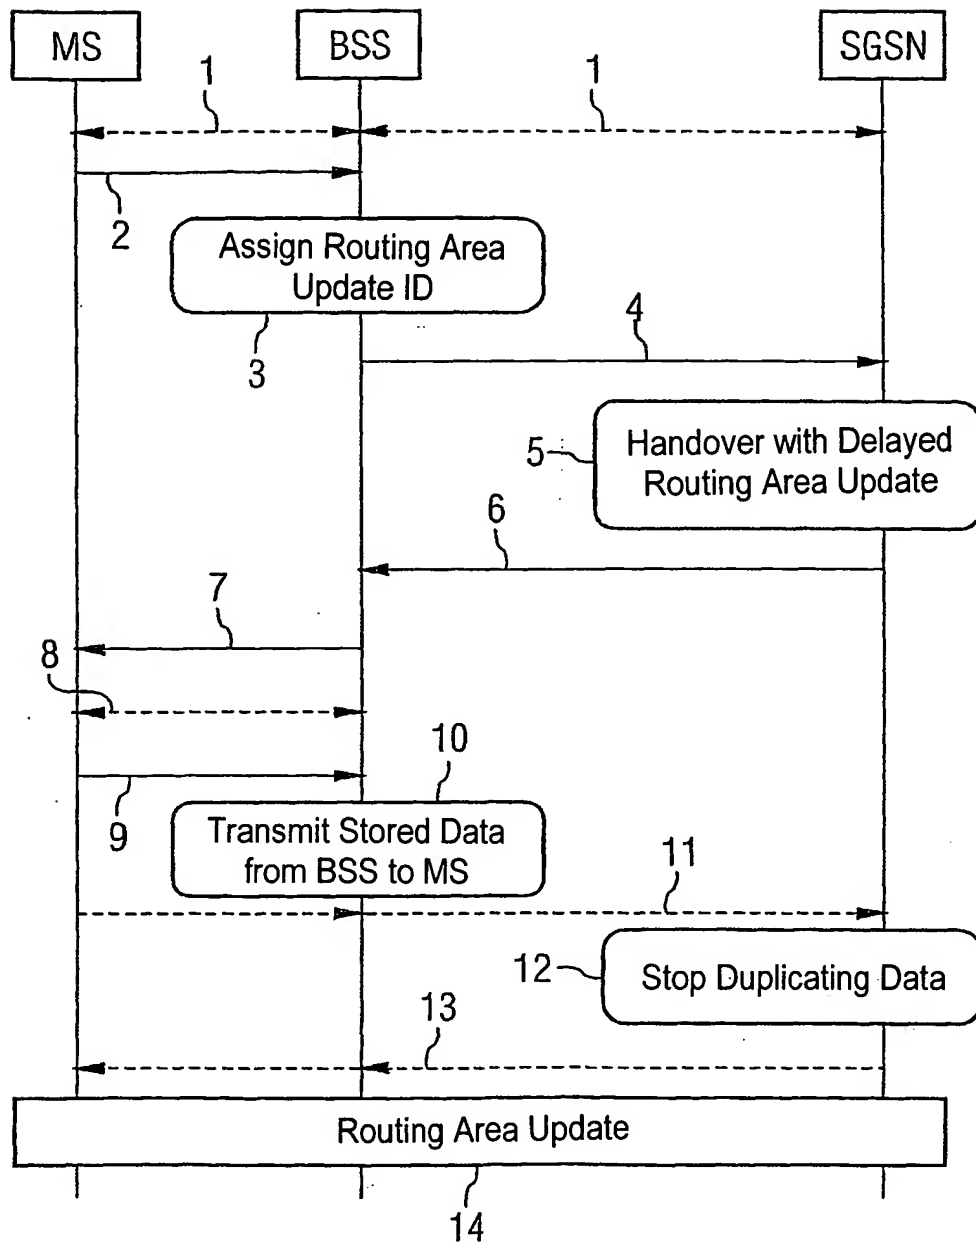 MS
BSS
SGSN
1
1
2
Assign Routing Area
Update ID
3
4
5
Handover with Delayed
Routing Area Update
6
7
8
9
10
Transmit Stored Data
from BSS to MS
11
12
Stop Duplicating Data
13
Routing Area Update
14